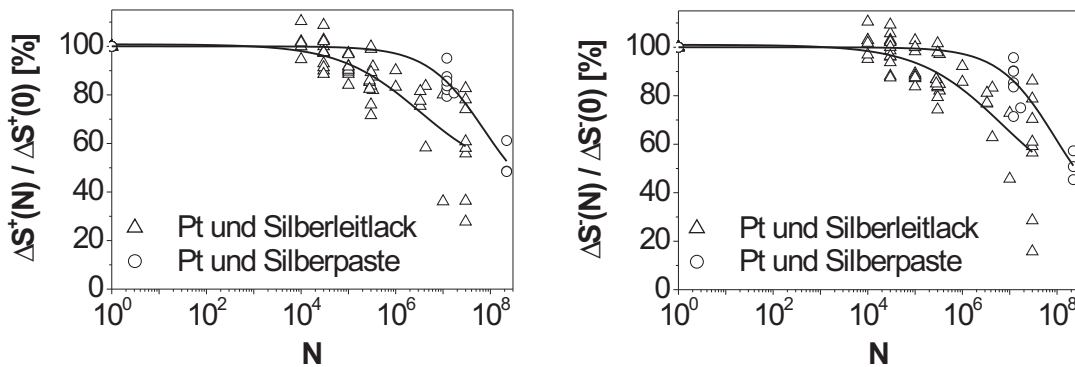 ΔS⁺(N) / ΔS⁺(0) [%]
100
80
60
40
20
0
Pt und Silberleitlack
Pt und Silberpaste
10⁰ 10² 10⁴ 10⁶ 10⁸
N
ΔS⁻(N) / ΔS⁻(0) [%]
100
80
60
40
20
0
Pt und Silberleitlack
Pt und Silberpaste
10⁰ 10² 10⁴ 10⁶ 10⁸
N